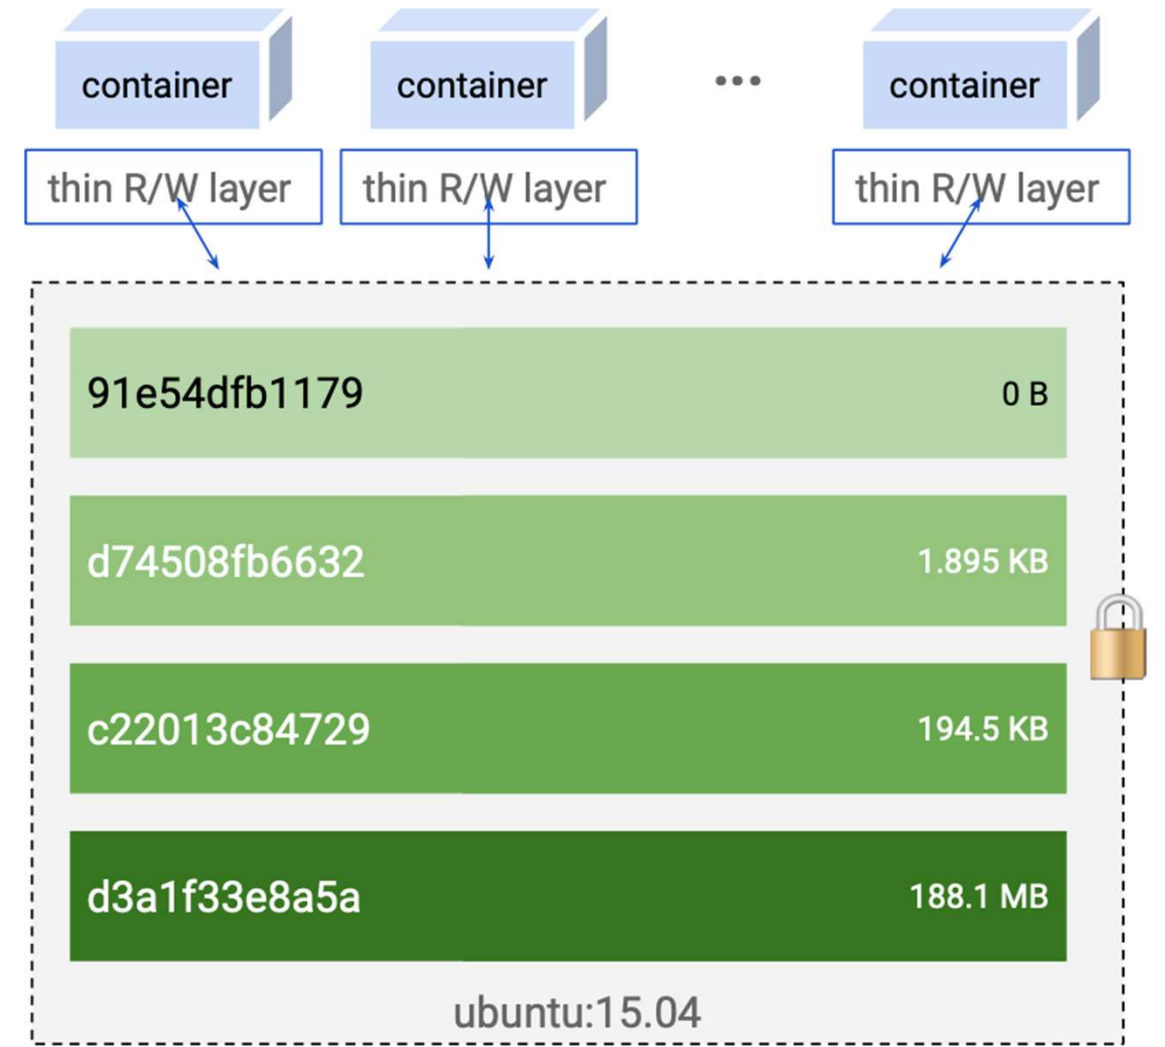 container
container
...
container
thin R/W layer
thin R/W layer
thin R/W layer
91e54dfb1179
0 B
d74508fb6632
1.895 KB
c22013c84729
194.5 KB
d3a1f33e8a5a
188.1 MB
ubuntu:15.04